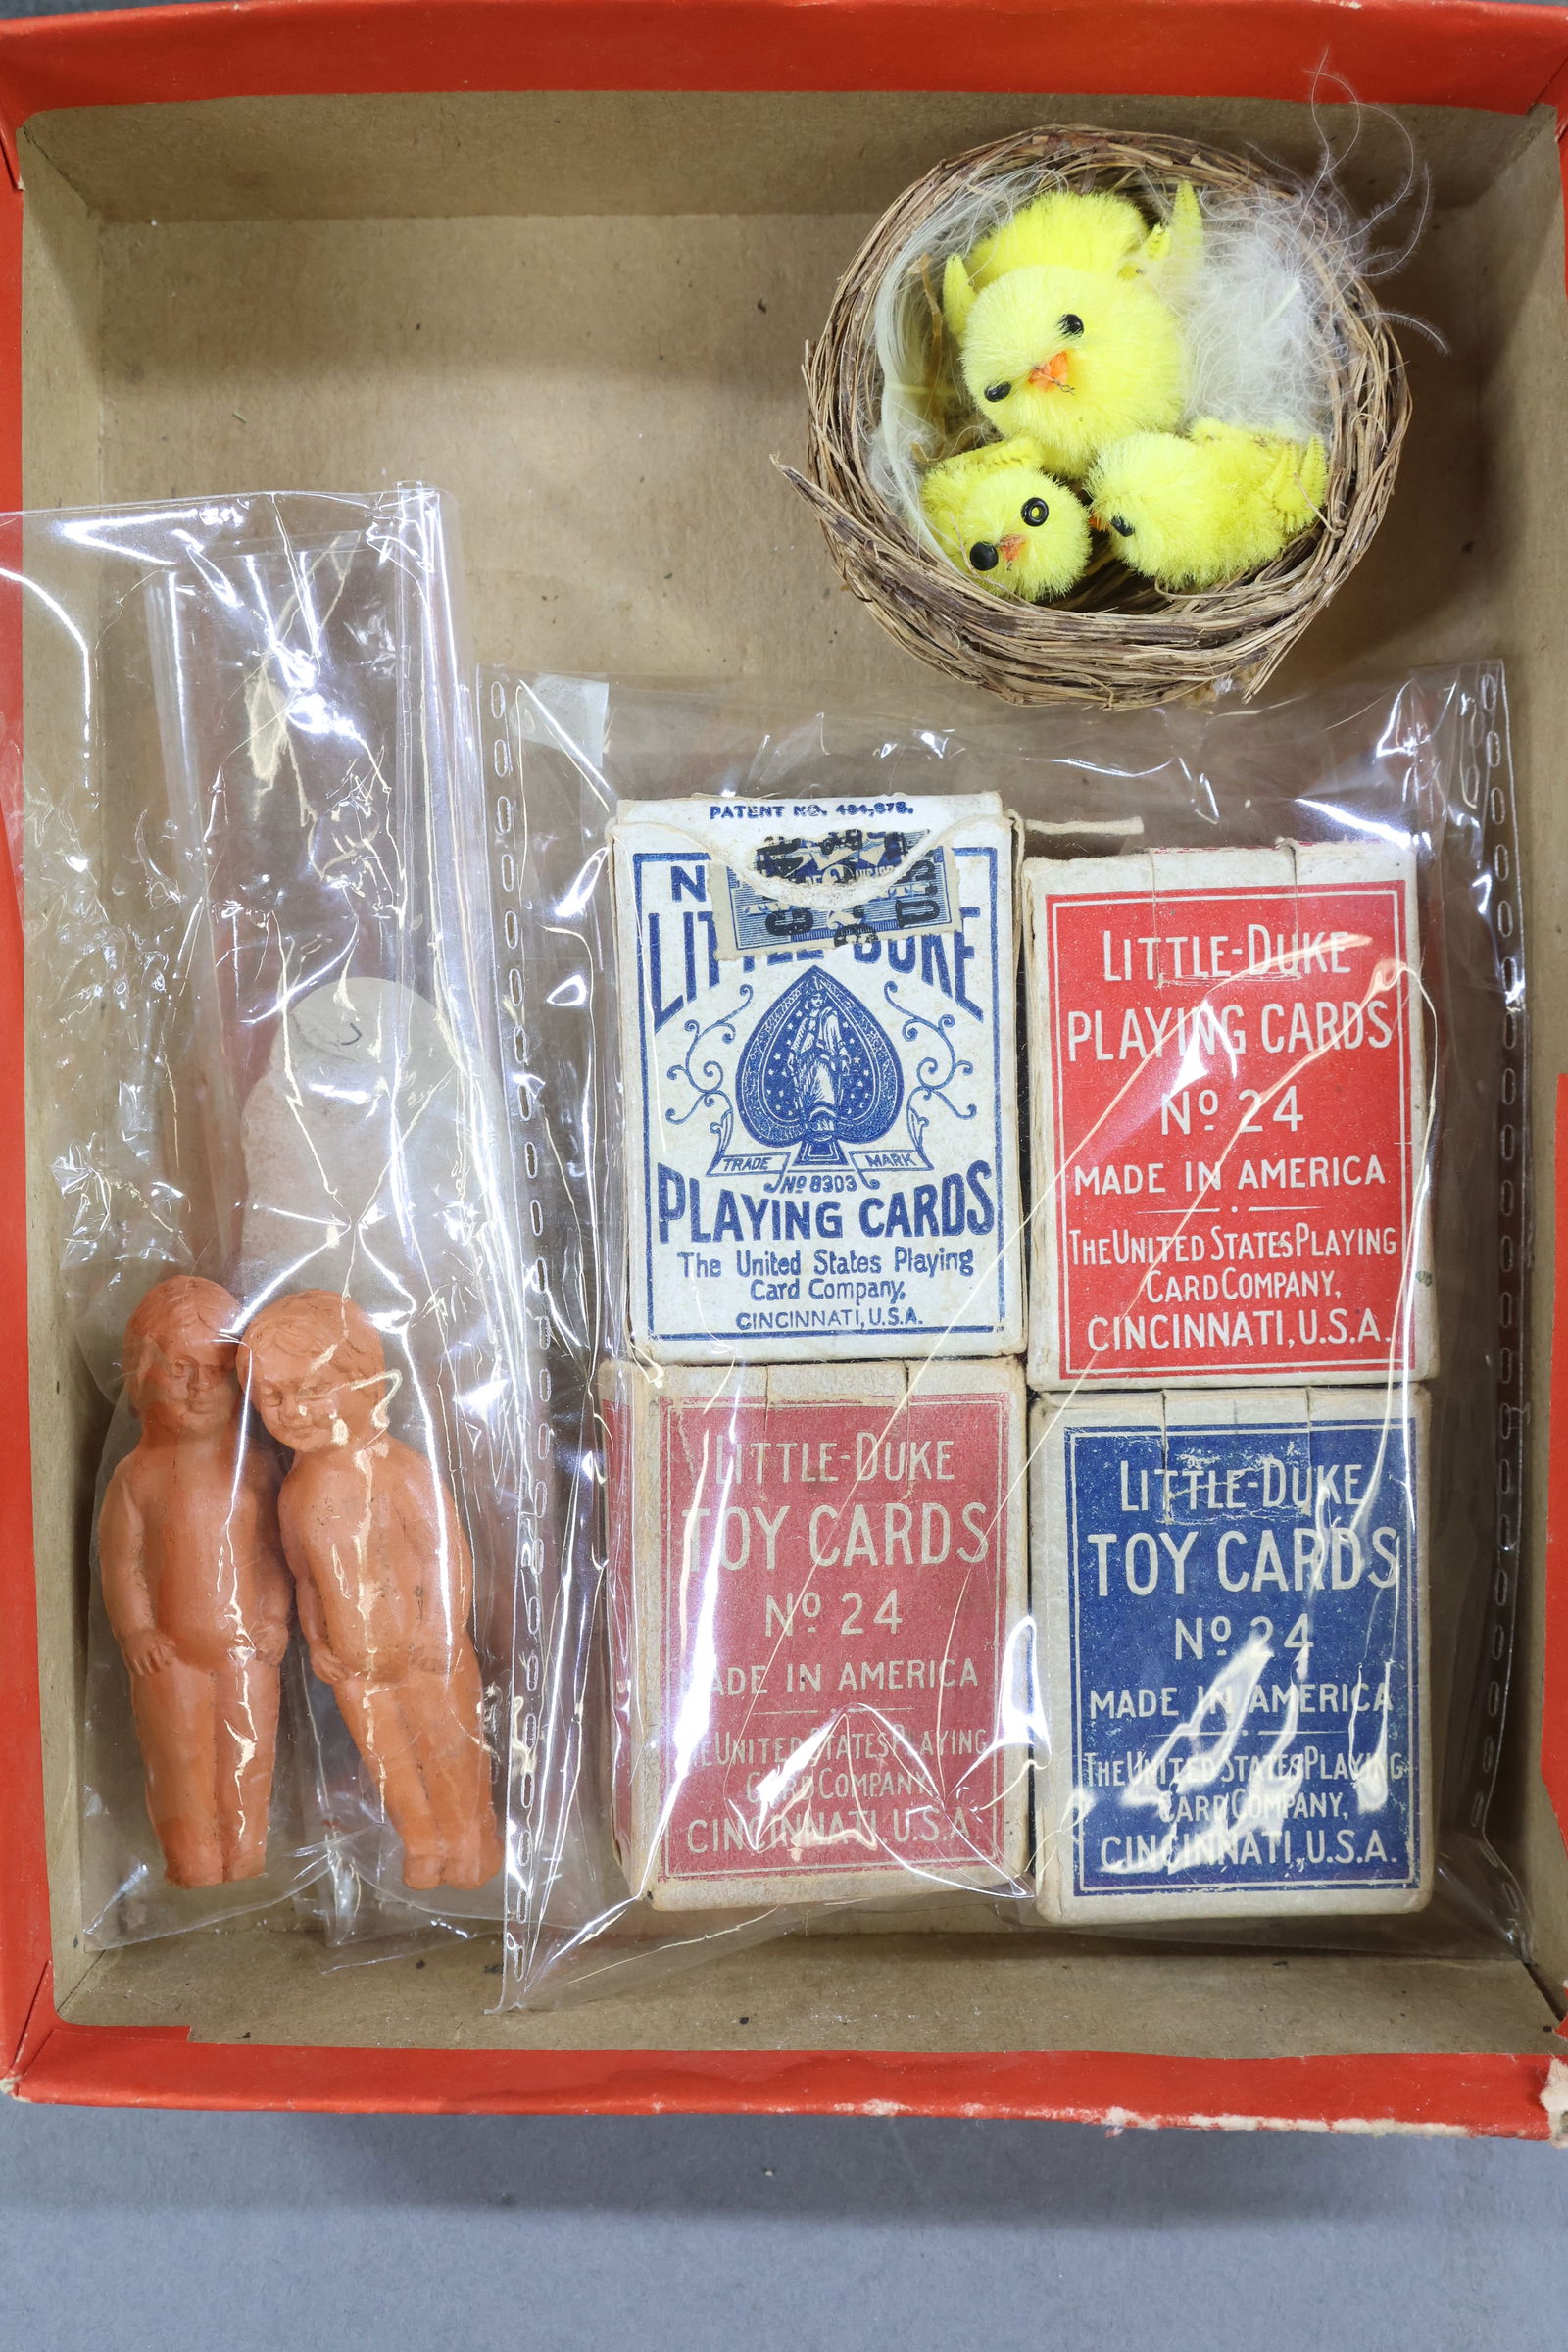 PATENT NO. 494,678.
N
LITTLE-DUKE
TRADE MARK
Nº 8303
PLAYING CARDS
The United States Playing
Card Company,
CINCINNATI, U.S.A.
LITTLE-DUKE
PLAYING CARDS
Nº 24
MADE IN AMERICA
THE UNITED STATES PLAYING
CARD COMPANY,
CINCINNATI, U.S.A.
LITTLE-DUKE
TOY CARDS
Nº 24
MADE IN AMERICA
THE UNITED STATES PLAYING
CARD COMPANY,
CINCINNATI, U.S.A.
LITTLE-DUKE
TOY CARDS
Nº 24
MADE IN AMERICA
THE UNITED STATES PLAYING
CARD COMPANY,
CINCINNATI, U.S.A.